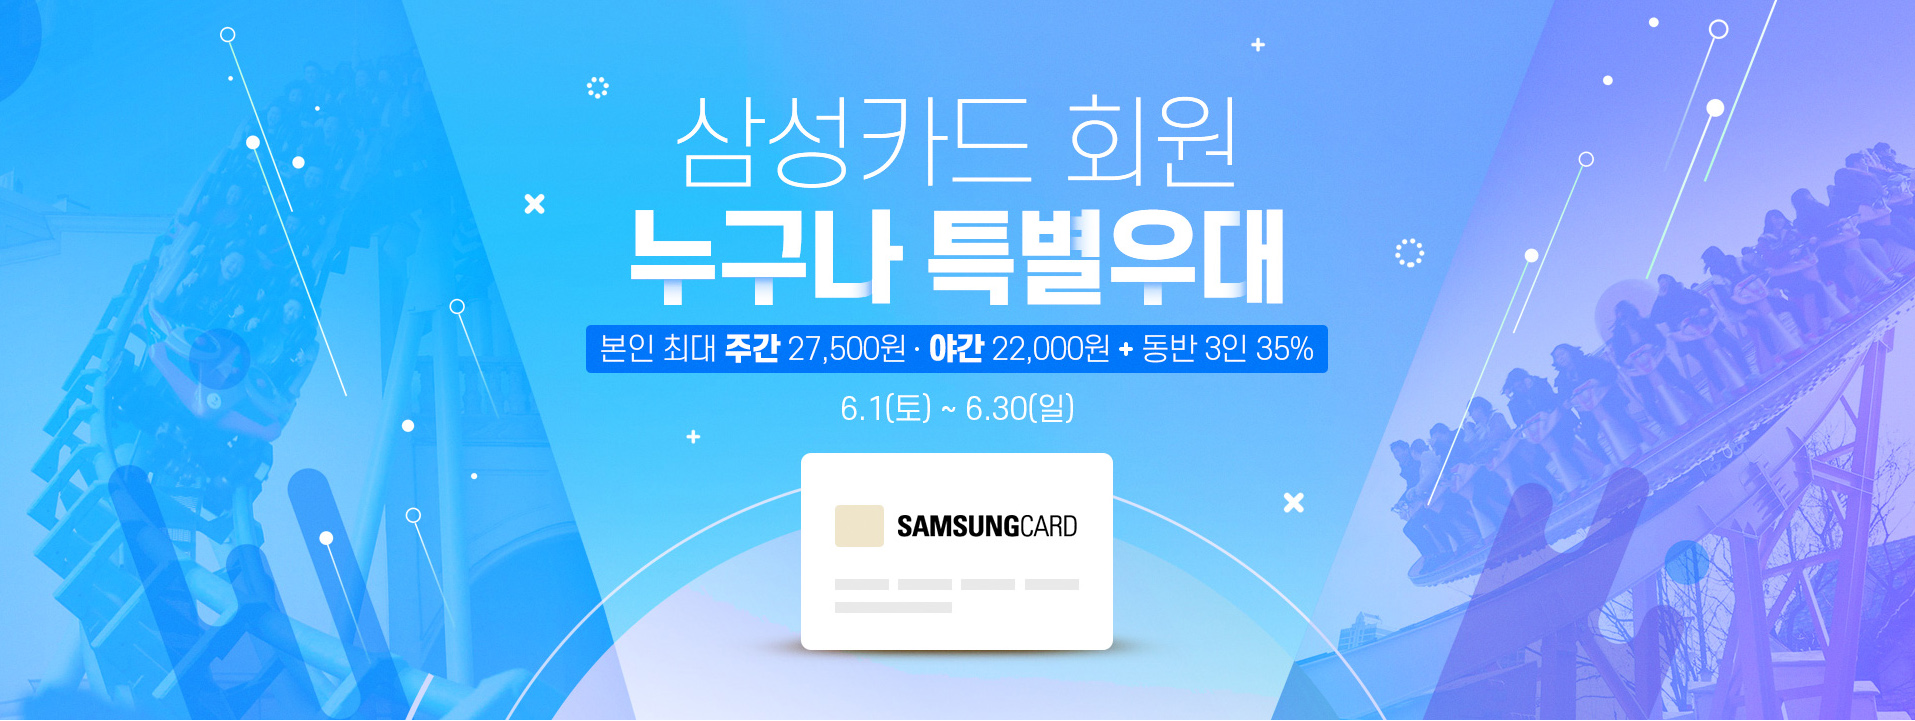 삼성카드 회원
누구나 특별우대
본인 최대 주간 27,500원 · 야간 22,000원 + 동반 3인 35%
6.1(토) ~ 6.30(일)
SAMSUNGCARD